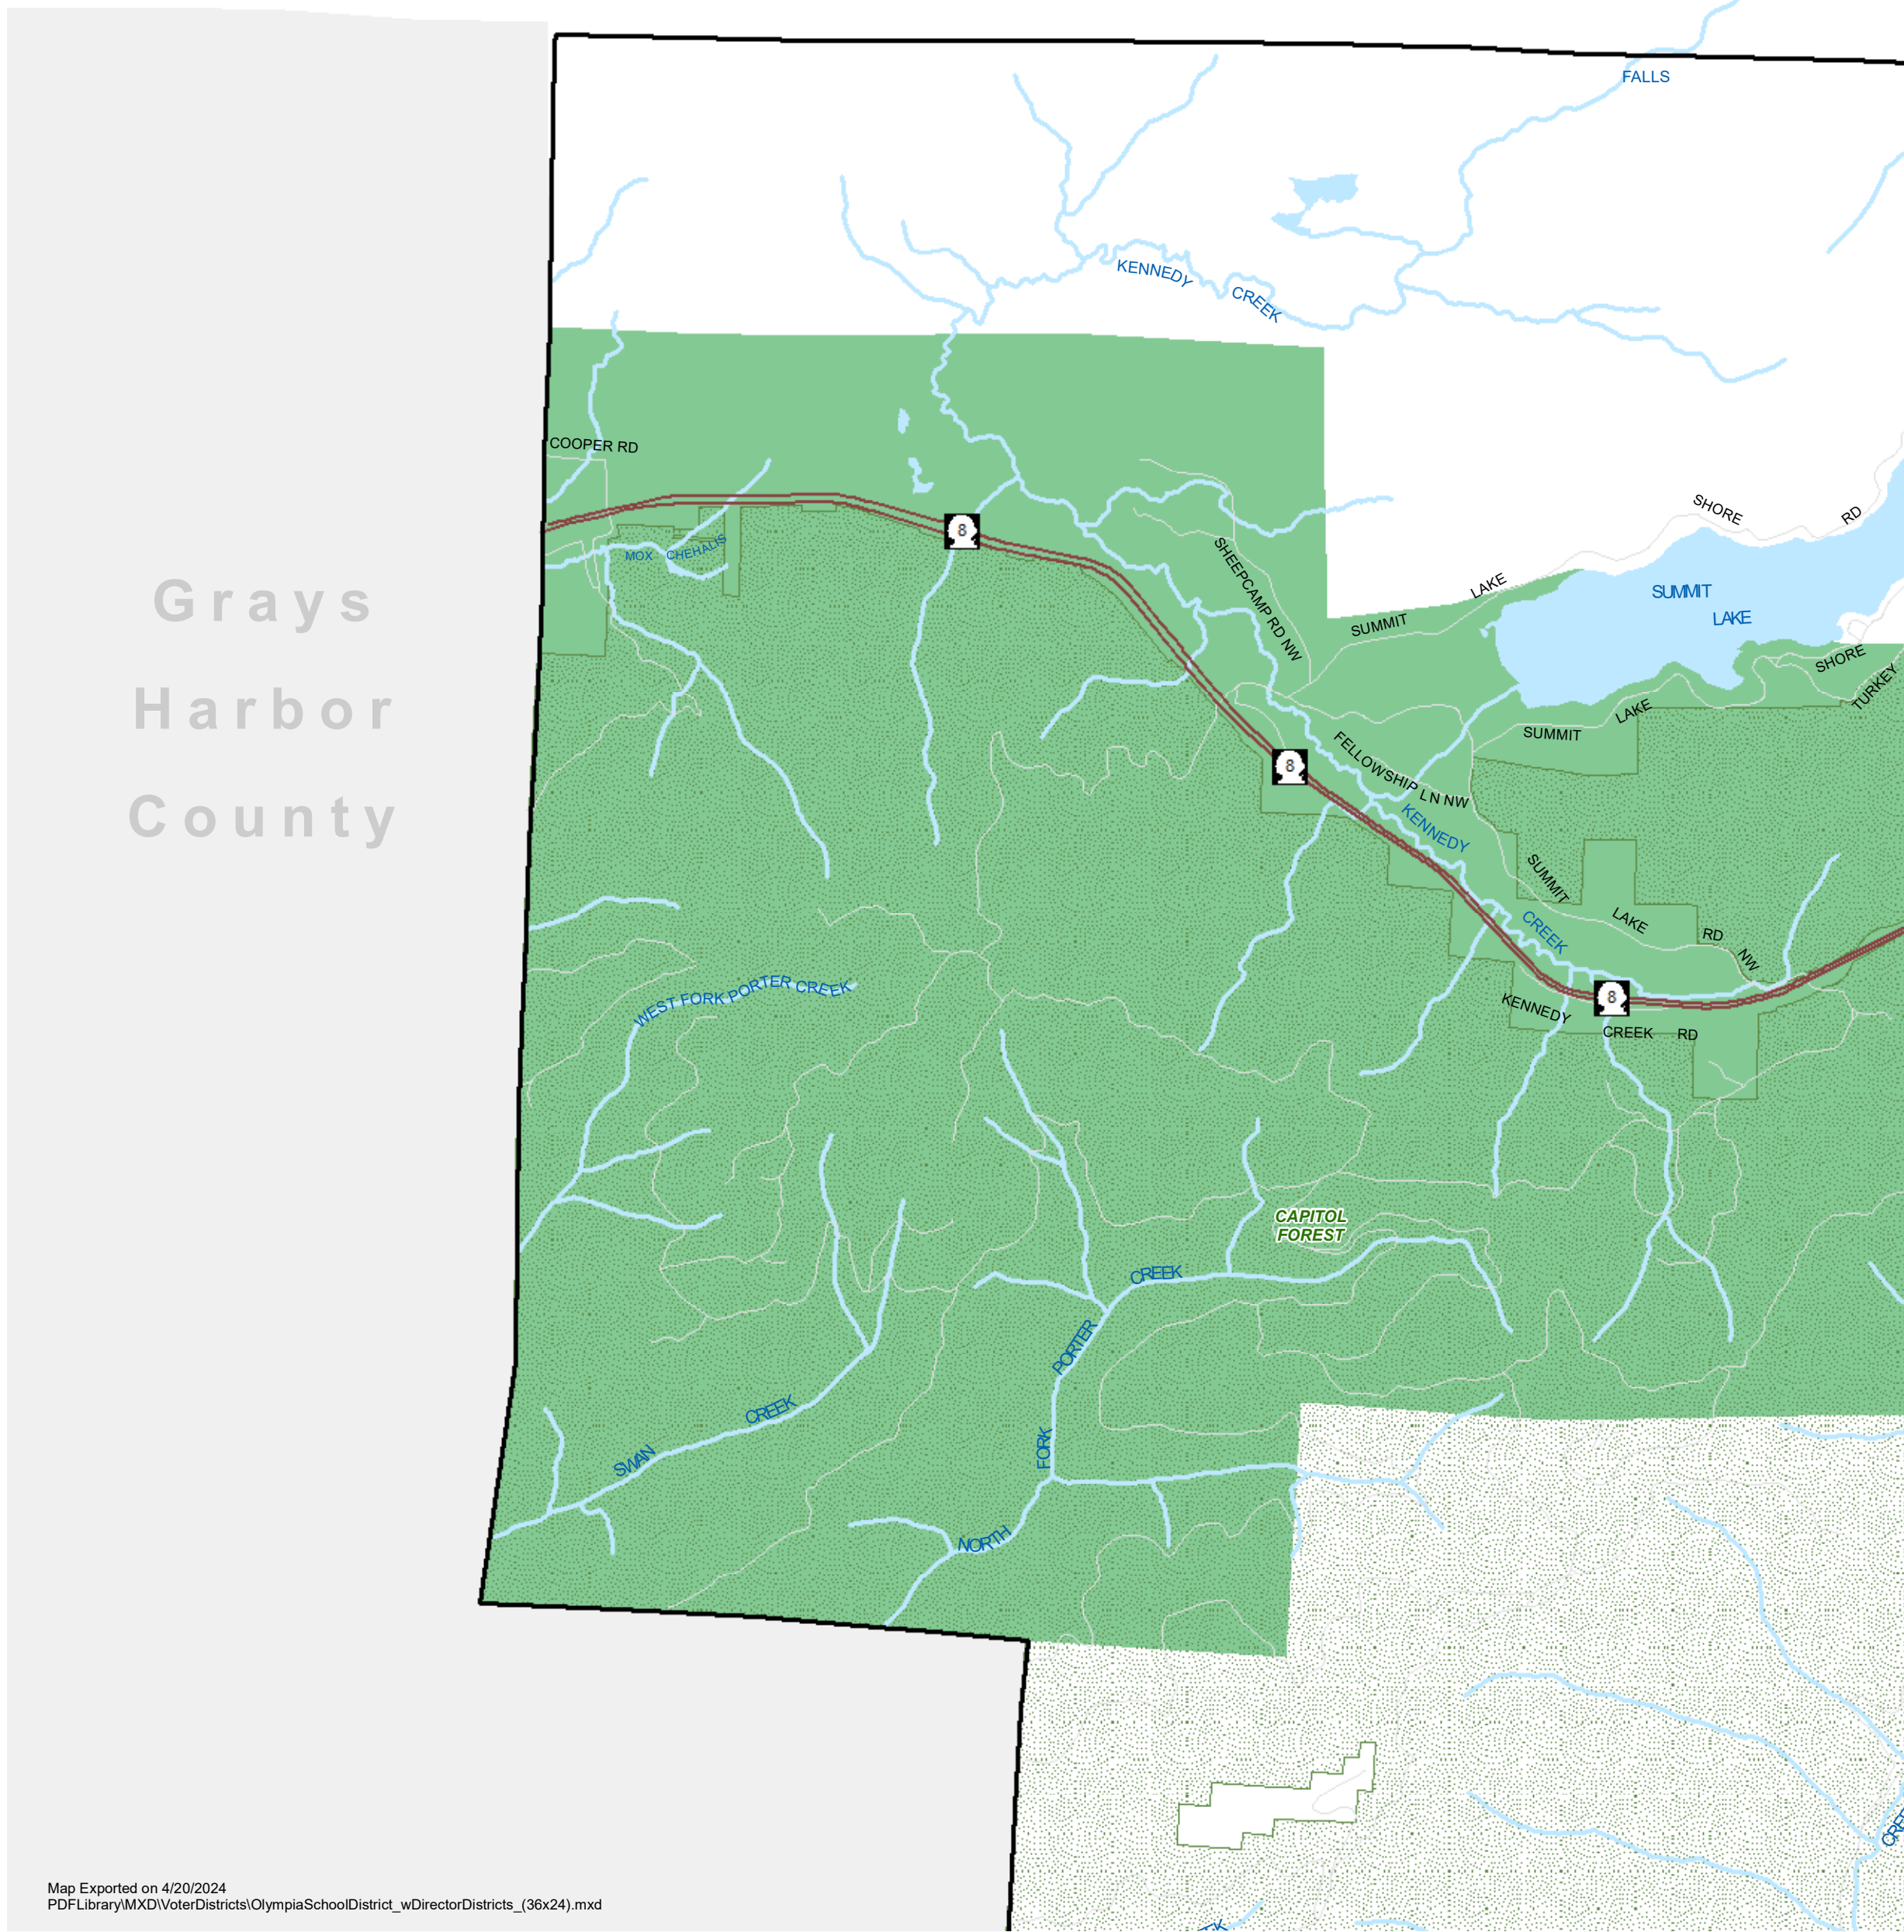 FALLS
KENNEDY
CREEK
COOPER RD
MOX CHEHALIS
8
SHEEPCAMP RD NW
SHORE RD
LAKE
SUMMIT
SUMMIT
LAKE
SHORE
TURKEY
LAKE
SUMMIT
Grays
Harbor
County
8
FELLOWSHIP LN NW
KENNEDY
CREEK
SUMMIT
LAKE
RD
NW
8
KENNEDY
CREEK RD
WEST FORK PORTER CREEK
CAPITOL
FOREST
CREEK
PORTER
FORK
NORTH
CREEK
SWAN
Map Exported on 4/20/2024
PDFLibrary\MXD\VoterDistricts\OlympiaSchoolDistrict_wDirectorDistricts_(36x24).mxd